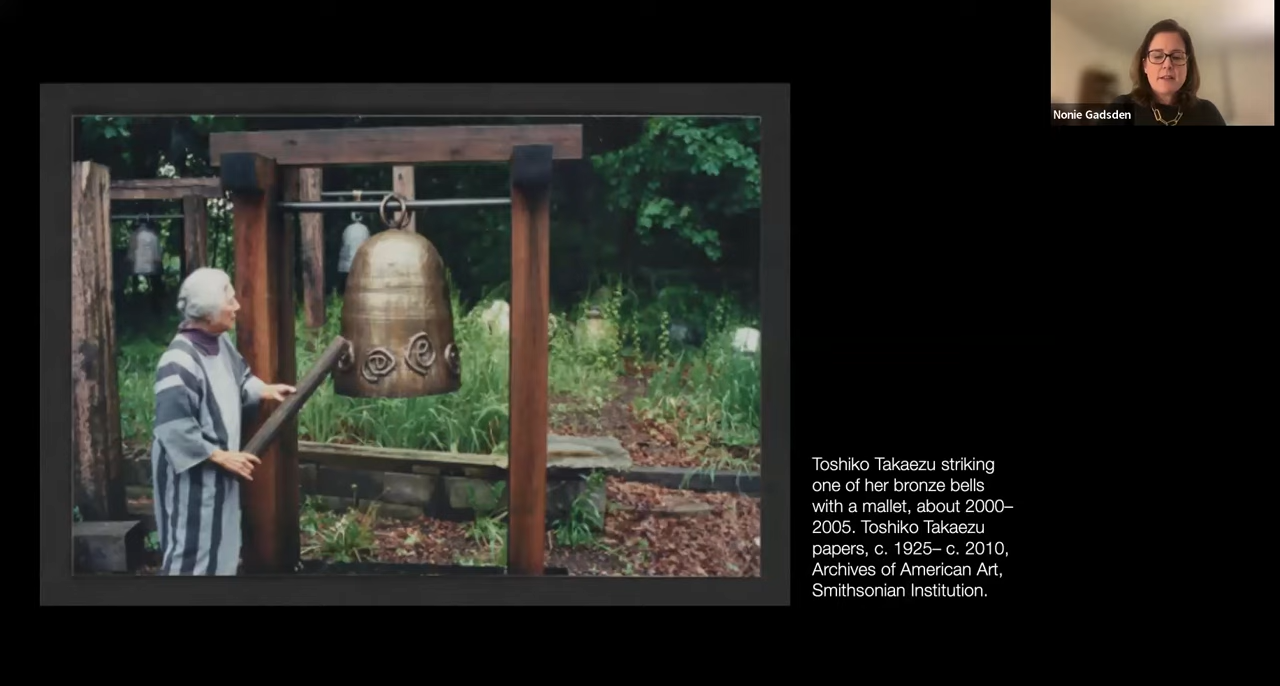 Nonie Gadsden
Toshiko Takaezu striking
one of her bronze bells
with a mallet, about 2000–
2005. Toshiko Takaezu
papers, c. 1925– c. 2010,
Archives of American Art,
Smithsonian Institution.